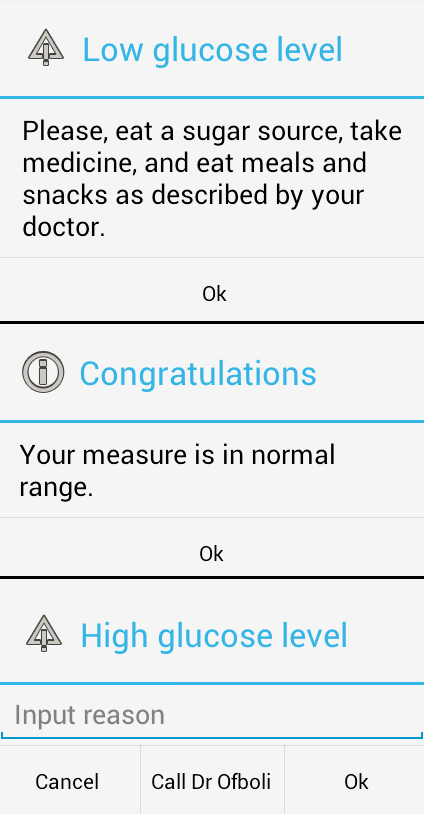 Low glucose level
Please, eat a sugar source, take
medicine, and eat meals and
snacks as described by your
doctor.
Ok
Congratulations
Your measure is in normal
range.
Ok
High glucose level
Input reason
Cancel
Call Dr Ofboli
Ok